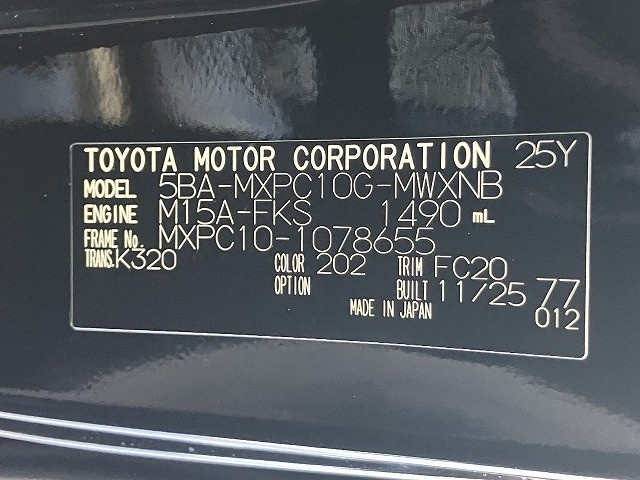 TOYOTA MOTOR CORPORATION 25Y
MODEL 5BA-MXPC10G-MWXNB
ENGINE M15A-FKS 1490 mL
FRAME No. MXPC10-1078655
TRANS. K320 COLOR 202 TRIM FC20
OPTION BUILT 11/25 77
MADE IN JAPAN 012